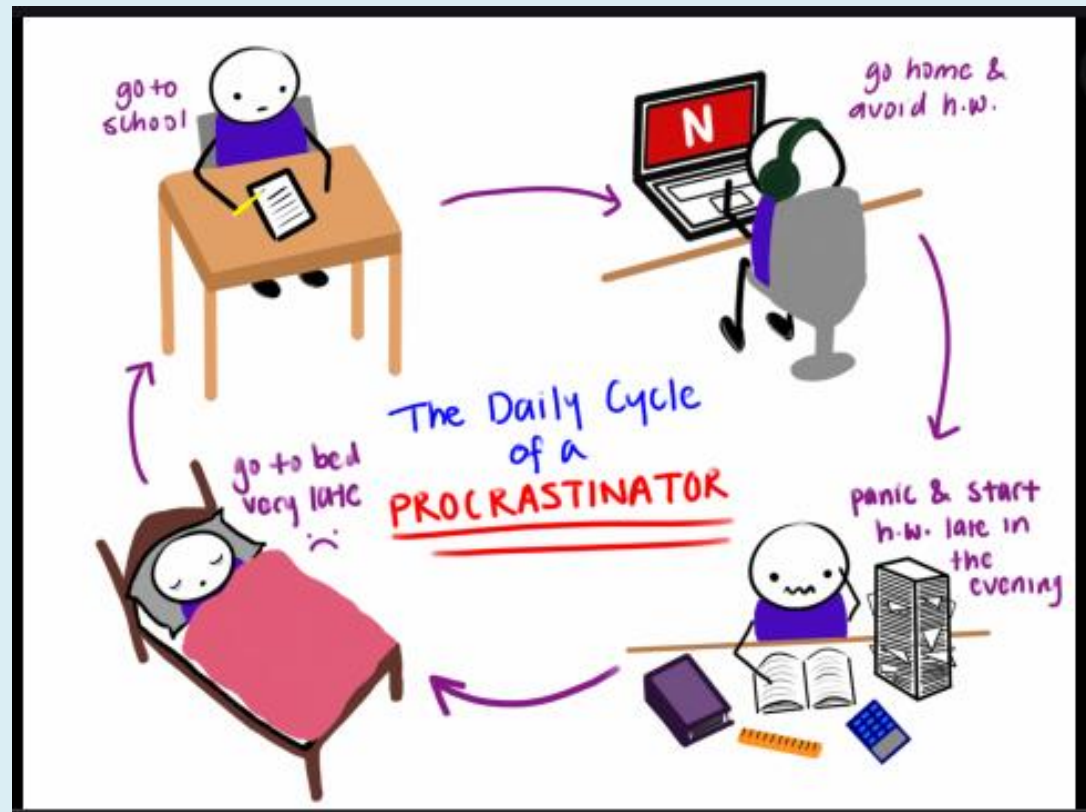 go to
school
N
go home &
avoid h.w.
The Daily Cycle
of a
PROCRASTINATOR
go to bed
very late
panic & start
h.w. late in
the
evening